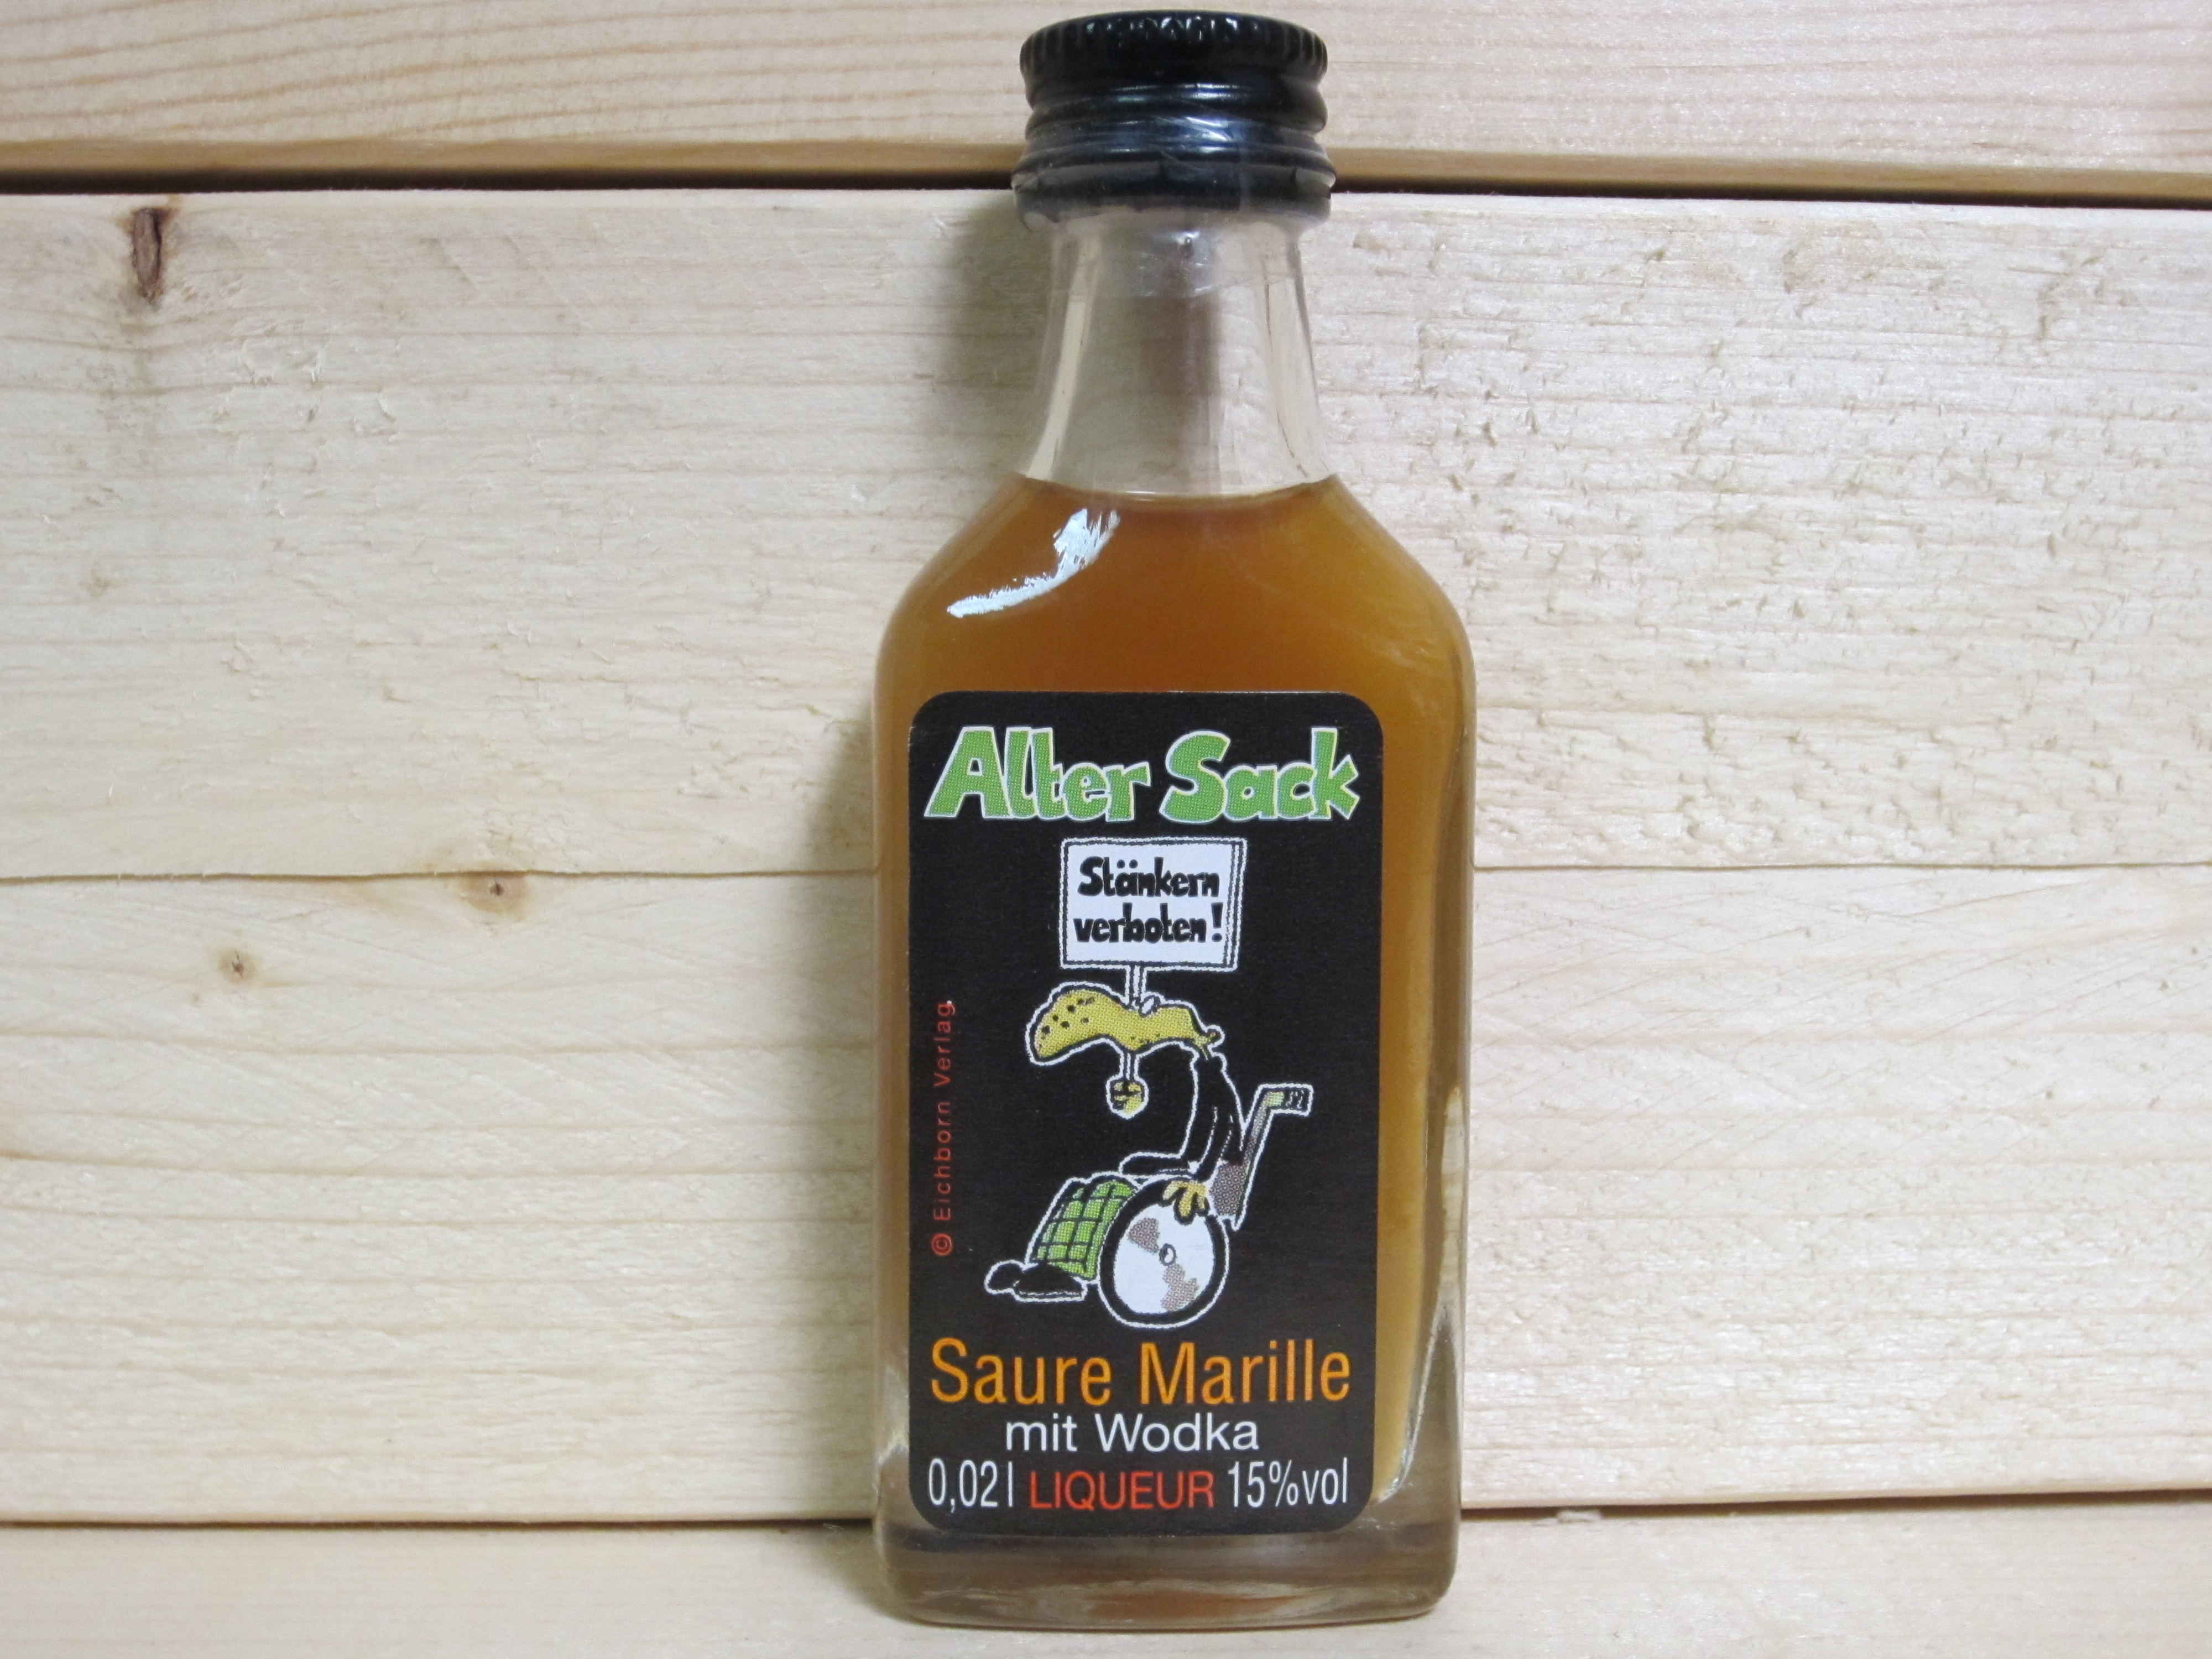 Alter Sack
Stänkern
verboten!
© Eichborn Verlag.
Saure Marille
mit Wodka
0,02l LIQUEUR 15%vol